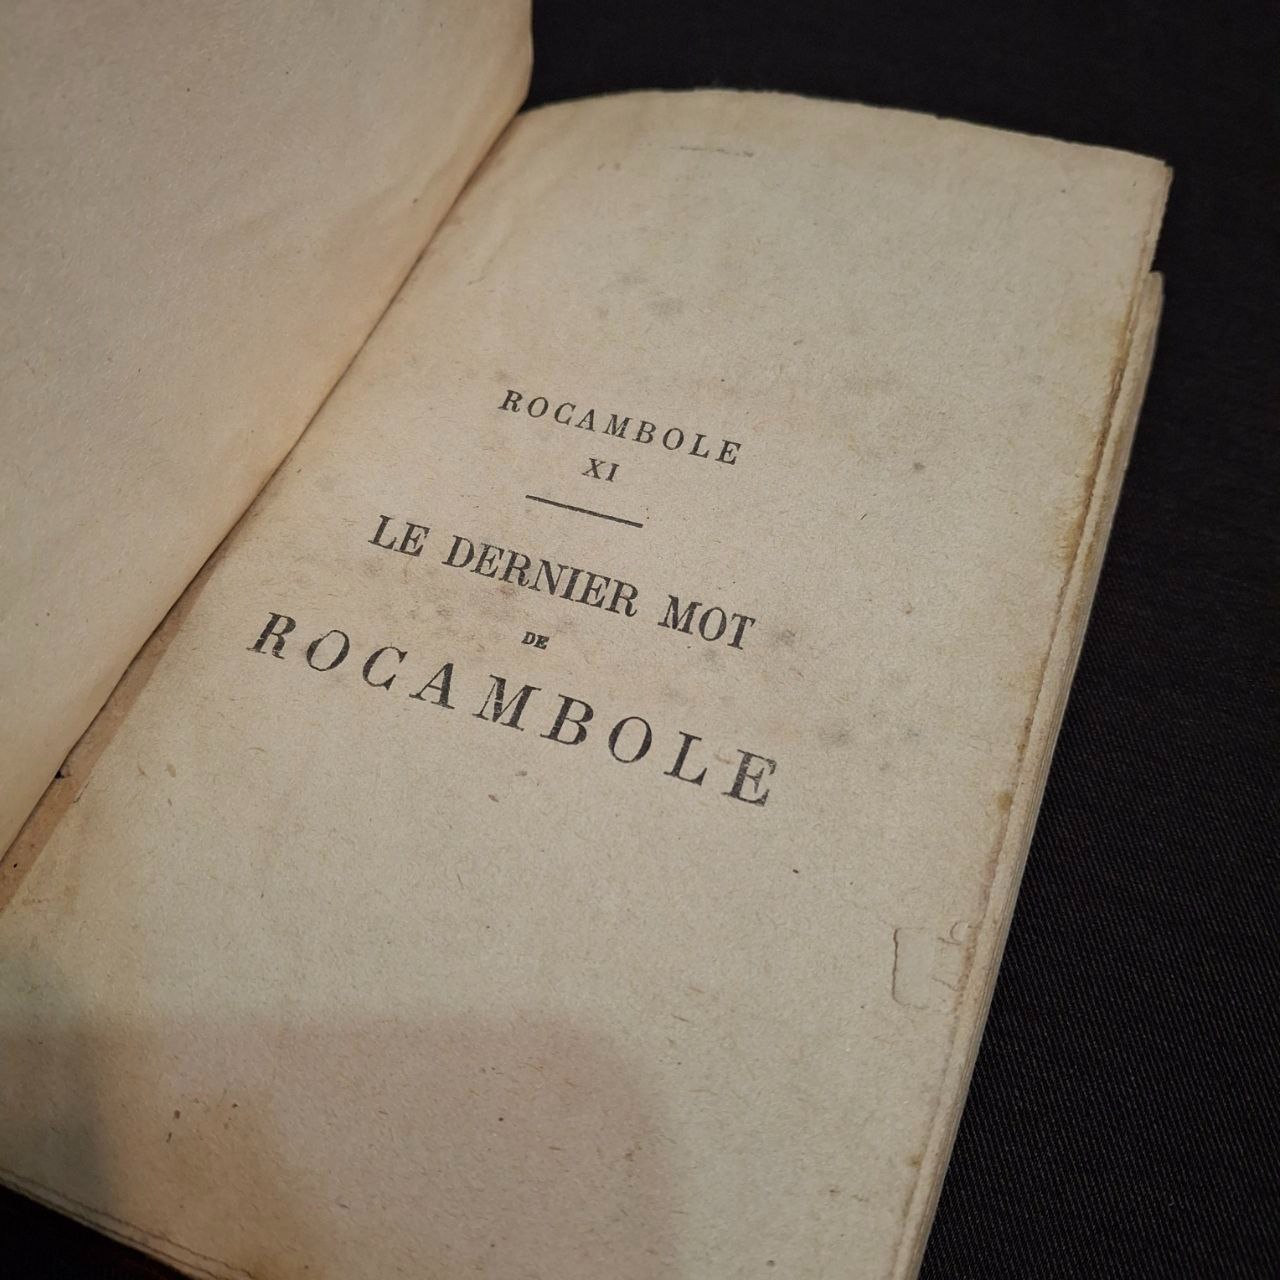 ROCAMBOLE
XI
LE DERNIER MOT
DE
ROCAMBOLE